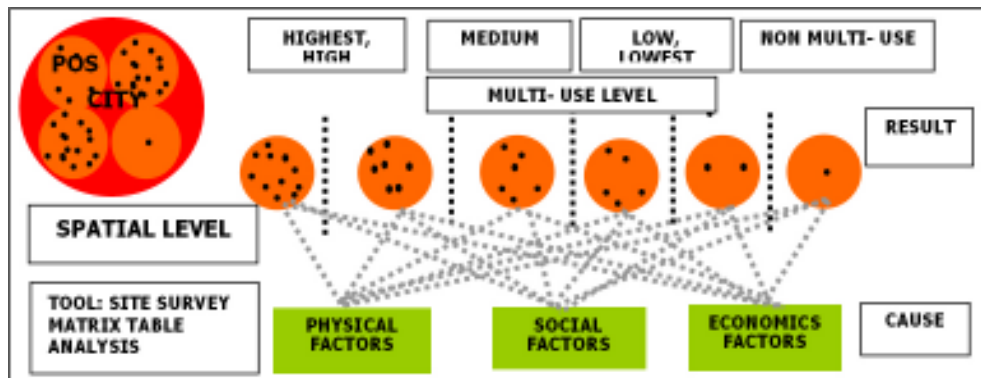 HIGHEST,
HIGH
MEDIUM
LOW,
LOWEST
NON MULTI- USE
POS
CITY
MULTI- USE LEVEL
RESULT
SPATIAL LEVEL
TOOL: SITE SURVEY
MATRIX TABLE
ANALYSIS
PHYSICAL
FACTORS
SOCIAL
FACTORS
ECONOMICS
FACTORS
CAUSE